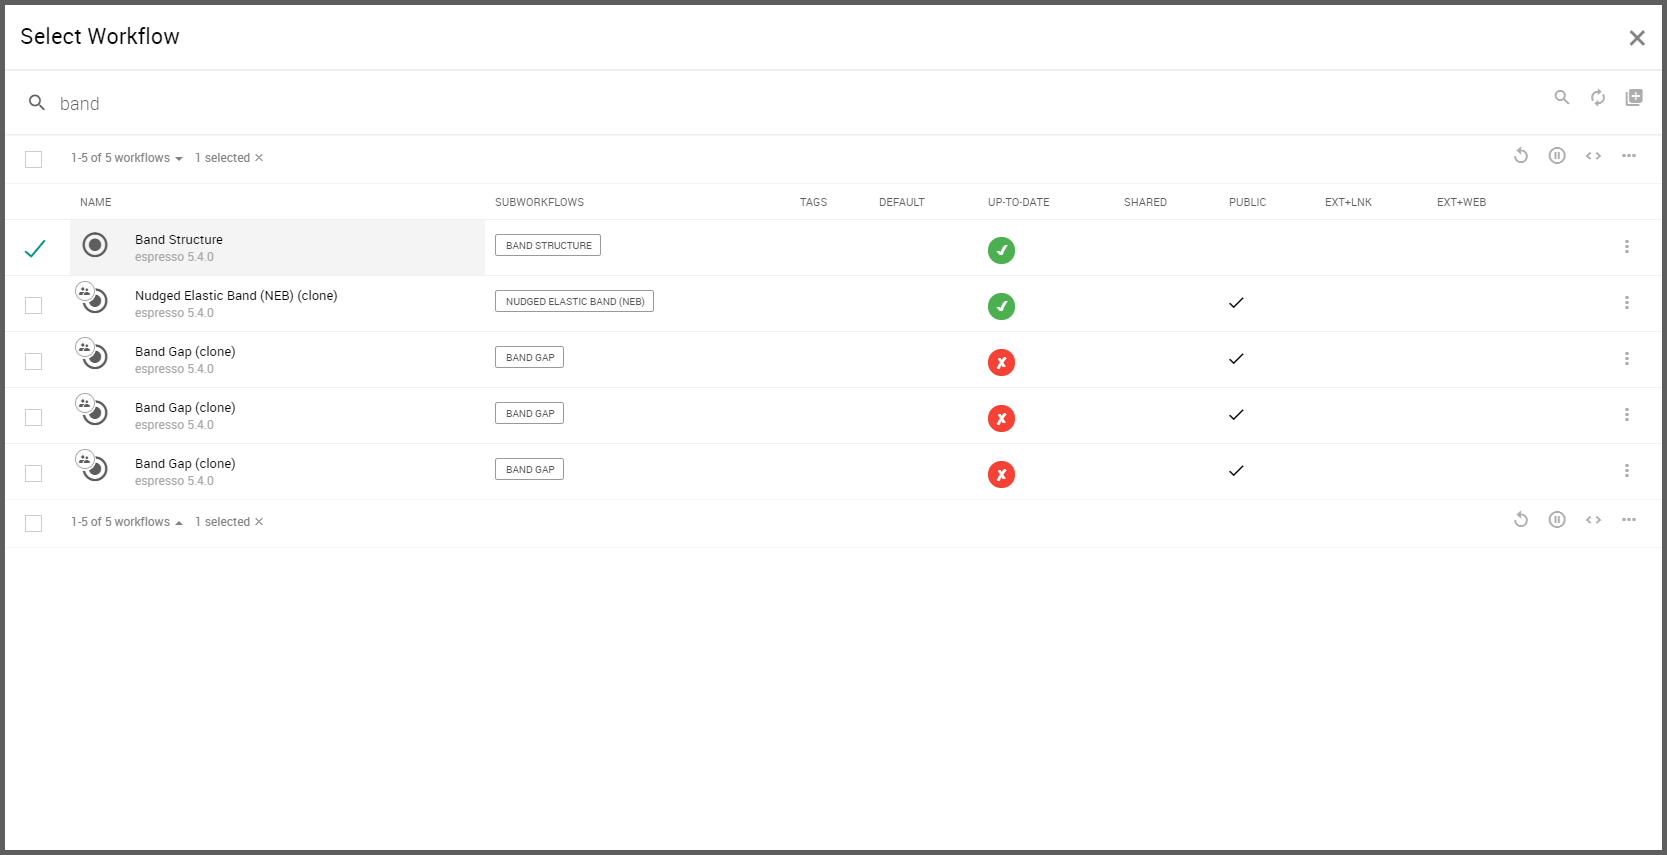 Select Workflow
band
1-5 of 5 workflows 1 selected
NAME SUBWORKFLOWS TAGS DEFAULT UP-TO-DATE SHARED PUBLIC EXT+LNK EXT+WEB
Band Structure BAND STRUCTURE
espresso 5.4.0
Nudged Elastic Band (NEB) (clone) NUDGED ELASTIC BAND (NEB)
espresso 5.4.0
Band Gap (clone) BAND GAP
espresso 5.4.0
Band Gap (clone) BAND GAP
espresso 5.4.0
Band Gap (clone) BAND GAP
espresso 5.4.0
1-5 of 5 workflows 1 selected